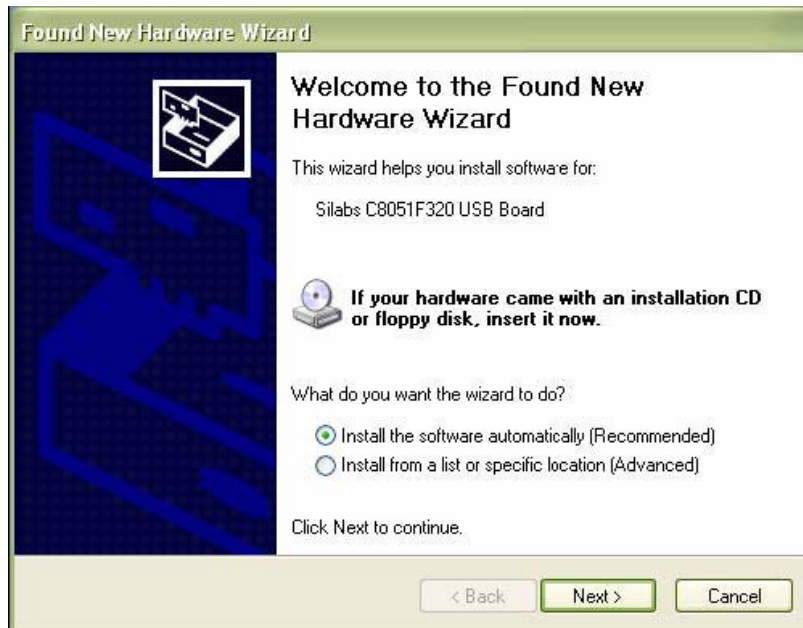 Found New Hardware Wizard
Welcome to the Found New
Hardware Wizard
This wizard helps you install software for:
Silabs C8051F320 USB Board
If your hardware came with an installation CD
or floppy disk, insert it now.
What do you want the wizard to do?
Install the software automatically (Recommended)
Install from a list or specific location (Advanced)
Click Next to continue.
< Back Next > Cancel